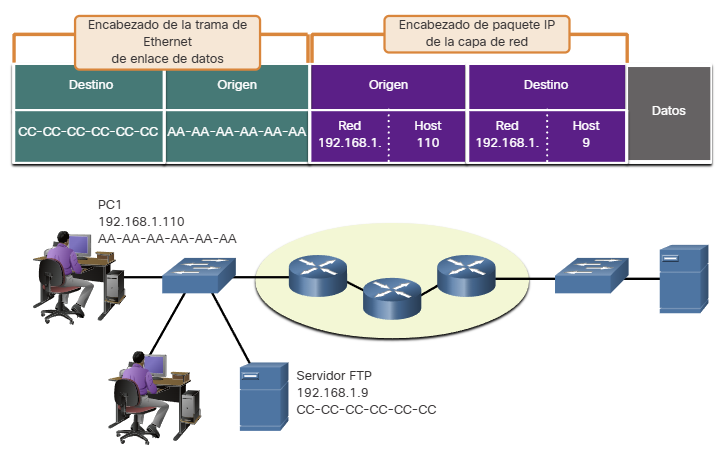 Encabezado de la trama de
Ethernet
de enlace de datos
Encabezado de paquete IP
de la capa de red
Destino
Origen
Origen
Destino
Datos
CC-CC-CC-CC-CC-CC
AA-AA-AA-AA-AA-AA
Red
192.168.1.
Host
110
Red
192.168.1.
Host
9
PC1
192.168.1.110
AA-AA-AA-AA-AA-AA
Servidor FTP
192.168.1.9
CC-CC-CC-CC-CC-CC